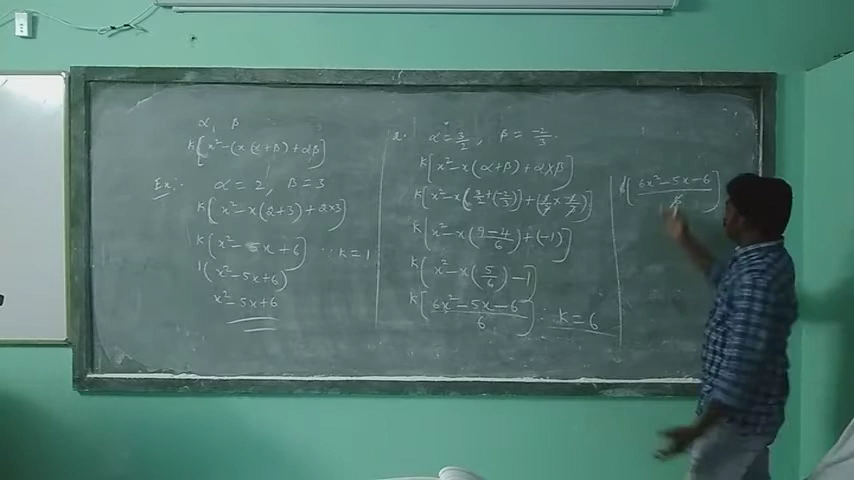 α, β
K[x² - (x (α+β) + αβ]
Ex:- α = 2, β = 3
K[x² - x(2+3) + 2×3]
K[x² - 5x + 6] ∵ K = 1
1(x² - 5x + 6)
x² - 5x + 6
2. α = 3/2, β = -2/3
K[x² - x(α+β) + α×β]
K[x² - x[3/2 + (-2/3)] + (3/2 × -2/3)]
K[x² - x(9-4/6) + (-1)]
K[x² - x(5/6) - 1]
K[6x² - 5x - 6/6] ∵ K = 6
6[6x² - 5x - 6/6]